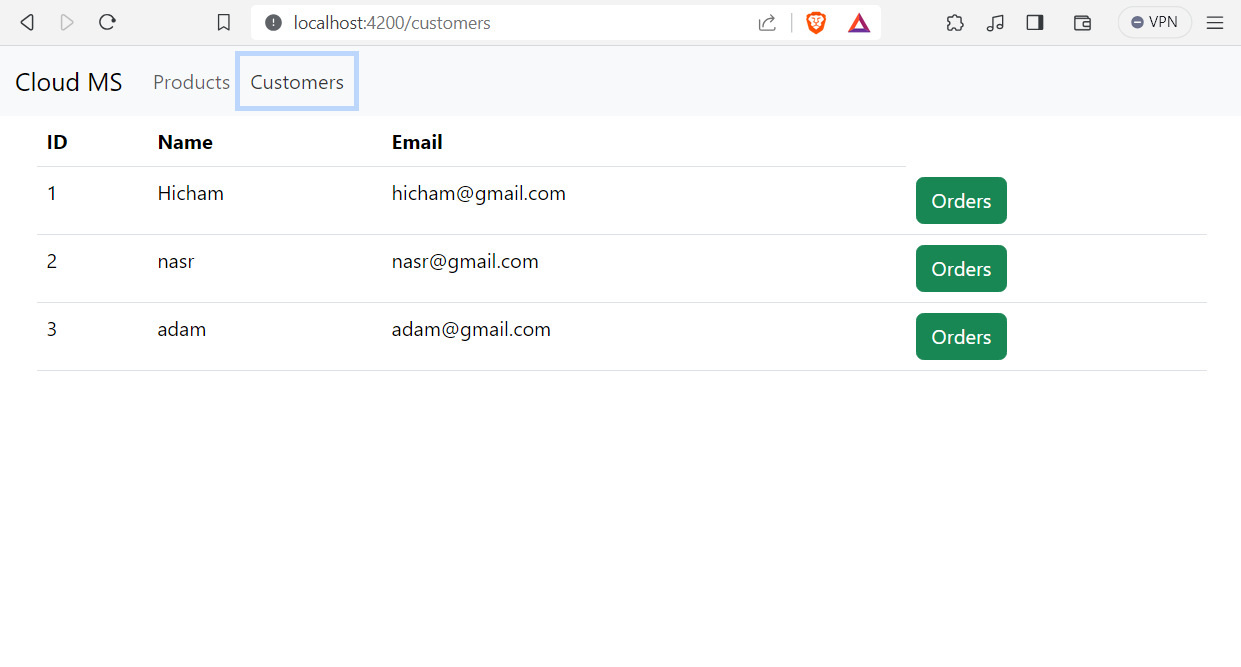 localhost:4200/customers VPN
Cloud MS Products Customers
ID Name Email
1 Hicham hicham@gmail.com Orders
2 nasr nasr@gmail.com Orders
3 adam adam@gmail.com Orders